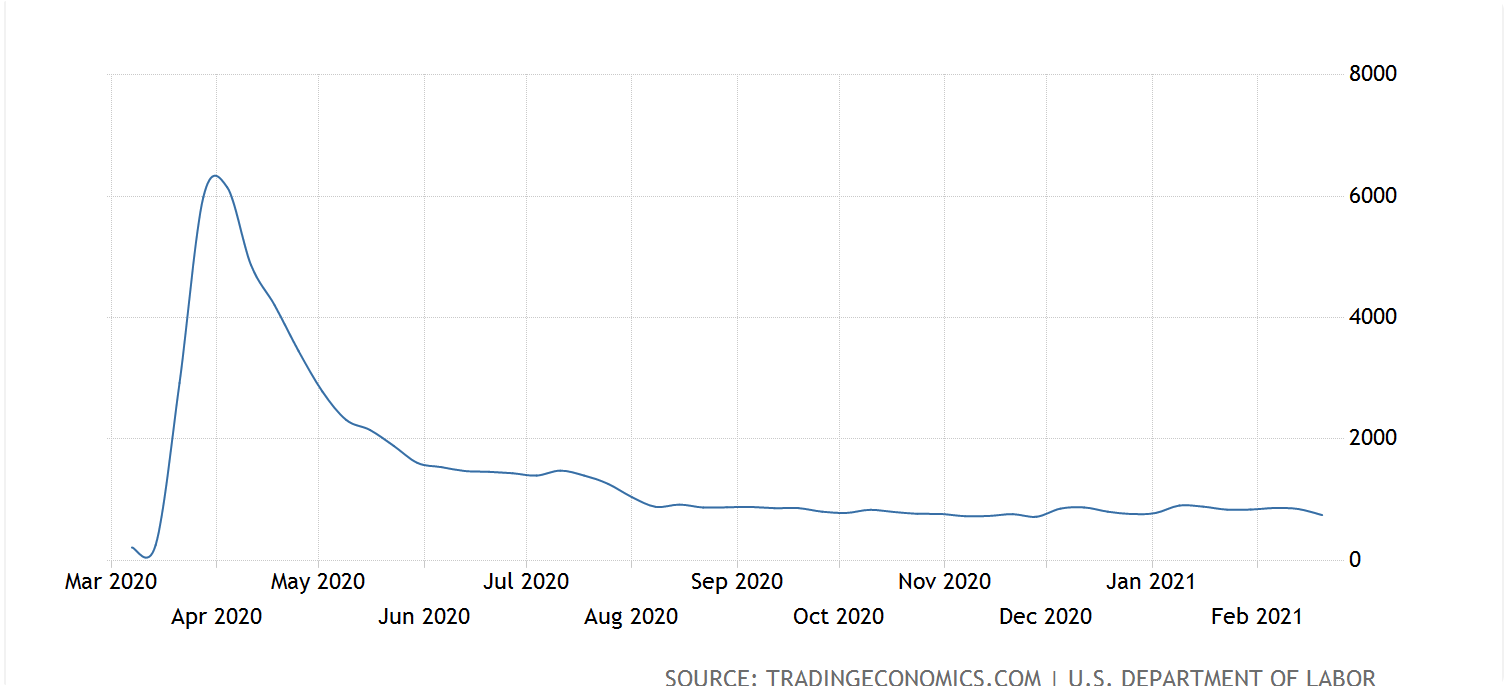 8000
6000
4000
2000
0
Mar 2020 May 2020 Jul 2020 Sep 2020 Nov 2020 Jan 2021
Apr 2020 Jun 2020 Aug 2020 Oct 2020 Dec 2020 Feb 2021
SOURCE: TRADINGECONOMICS.COM | U.S. DEPARTMENT OF LABOR